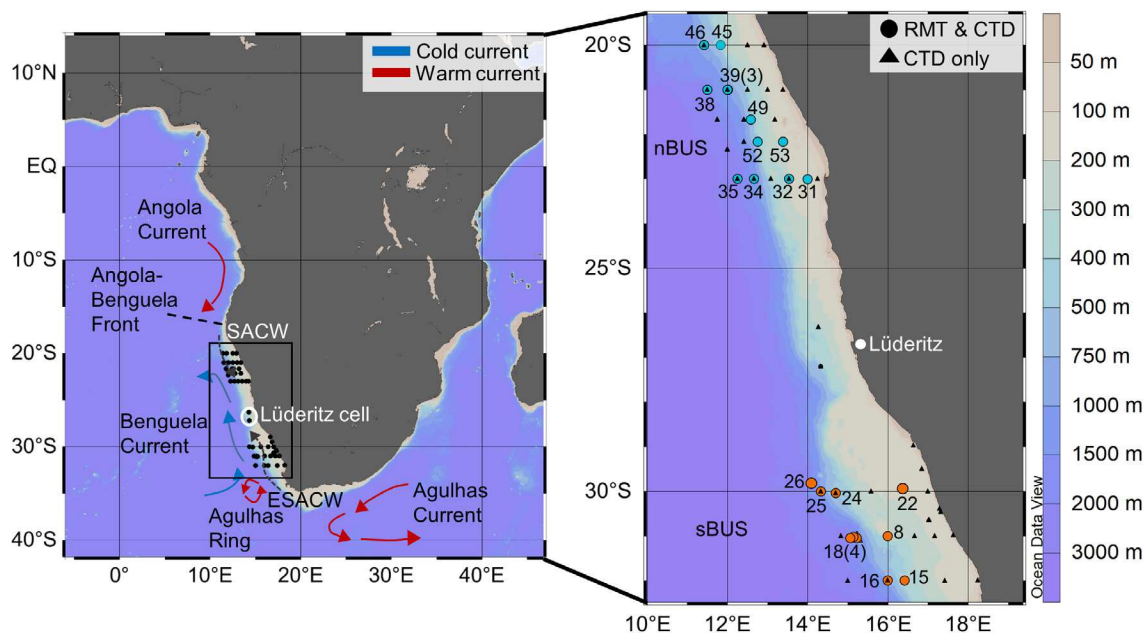 Cold current
Warm current
10°N
EQ
10°S
20°S
30°S
40°S
0°
10°E
20°E
30°E
40°E
Angola
Current
Angola-
Benguela
Front
SACW
Lüderitz cell
Benguela
Current
ESACW
Agulhas
Ring
Agulhas
Current
RMT & CTD
CTD only
20°S
25°S
30°S
10°E
12°E
14°E
16°E
18°E
46
45
39(3)
38
49
nBUS
52
53
35
34
32
31
Lüderitz
26
25
24
22
sBUS
8
18(4)
16
15
Ocean Data View
50 m
100 m
200 m
300 m
400 m
500 m
750 m
1000 m
1500 m
2000 m
3000 m